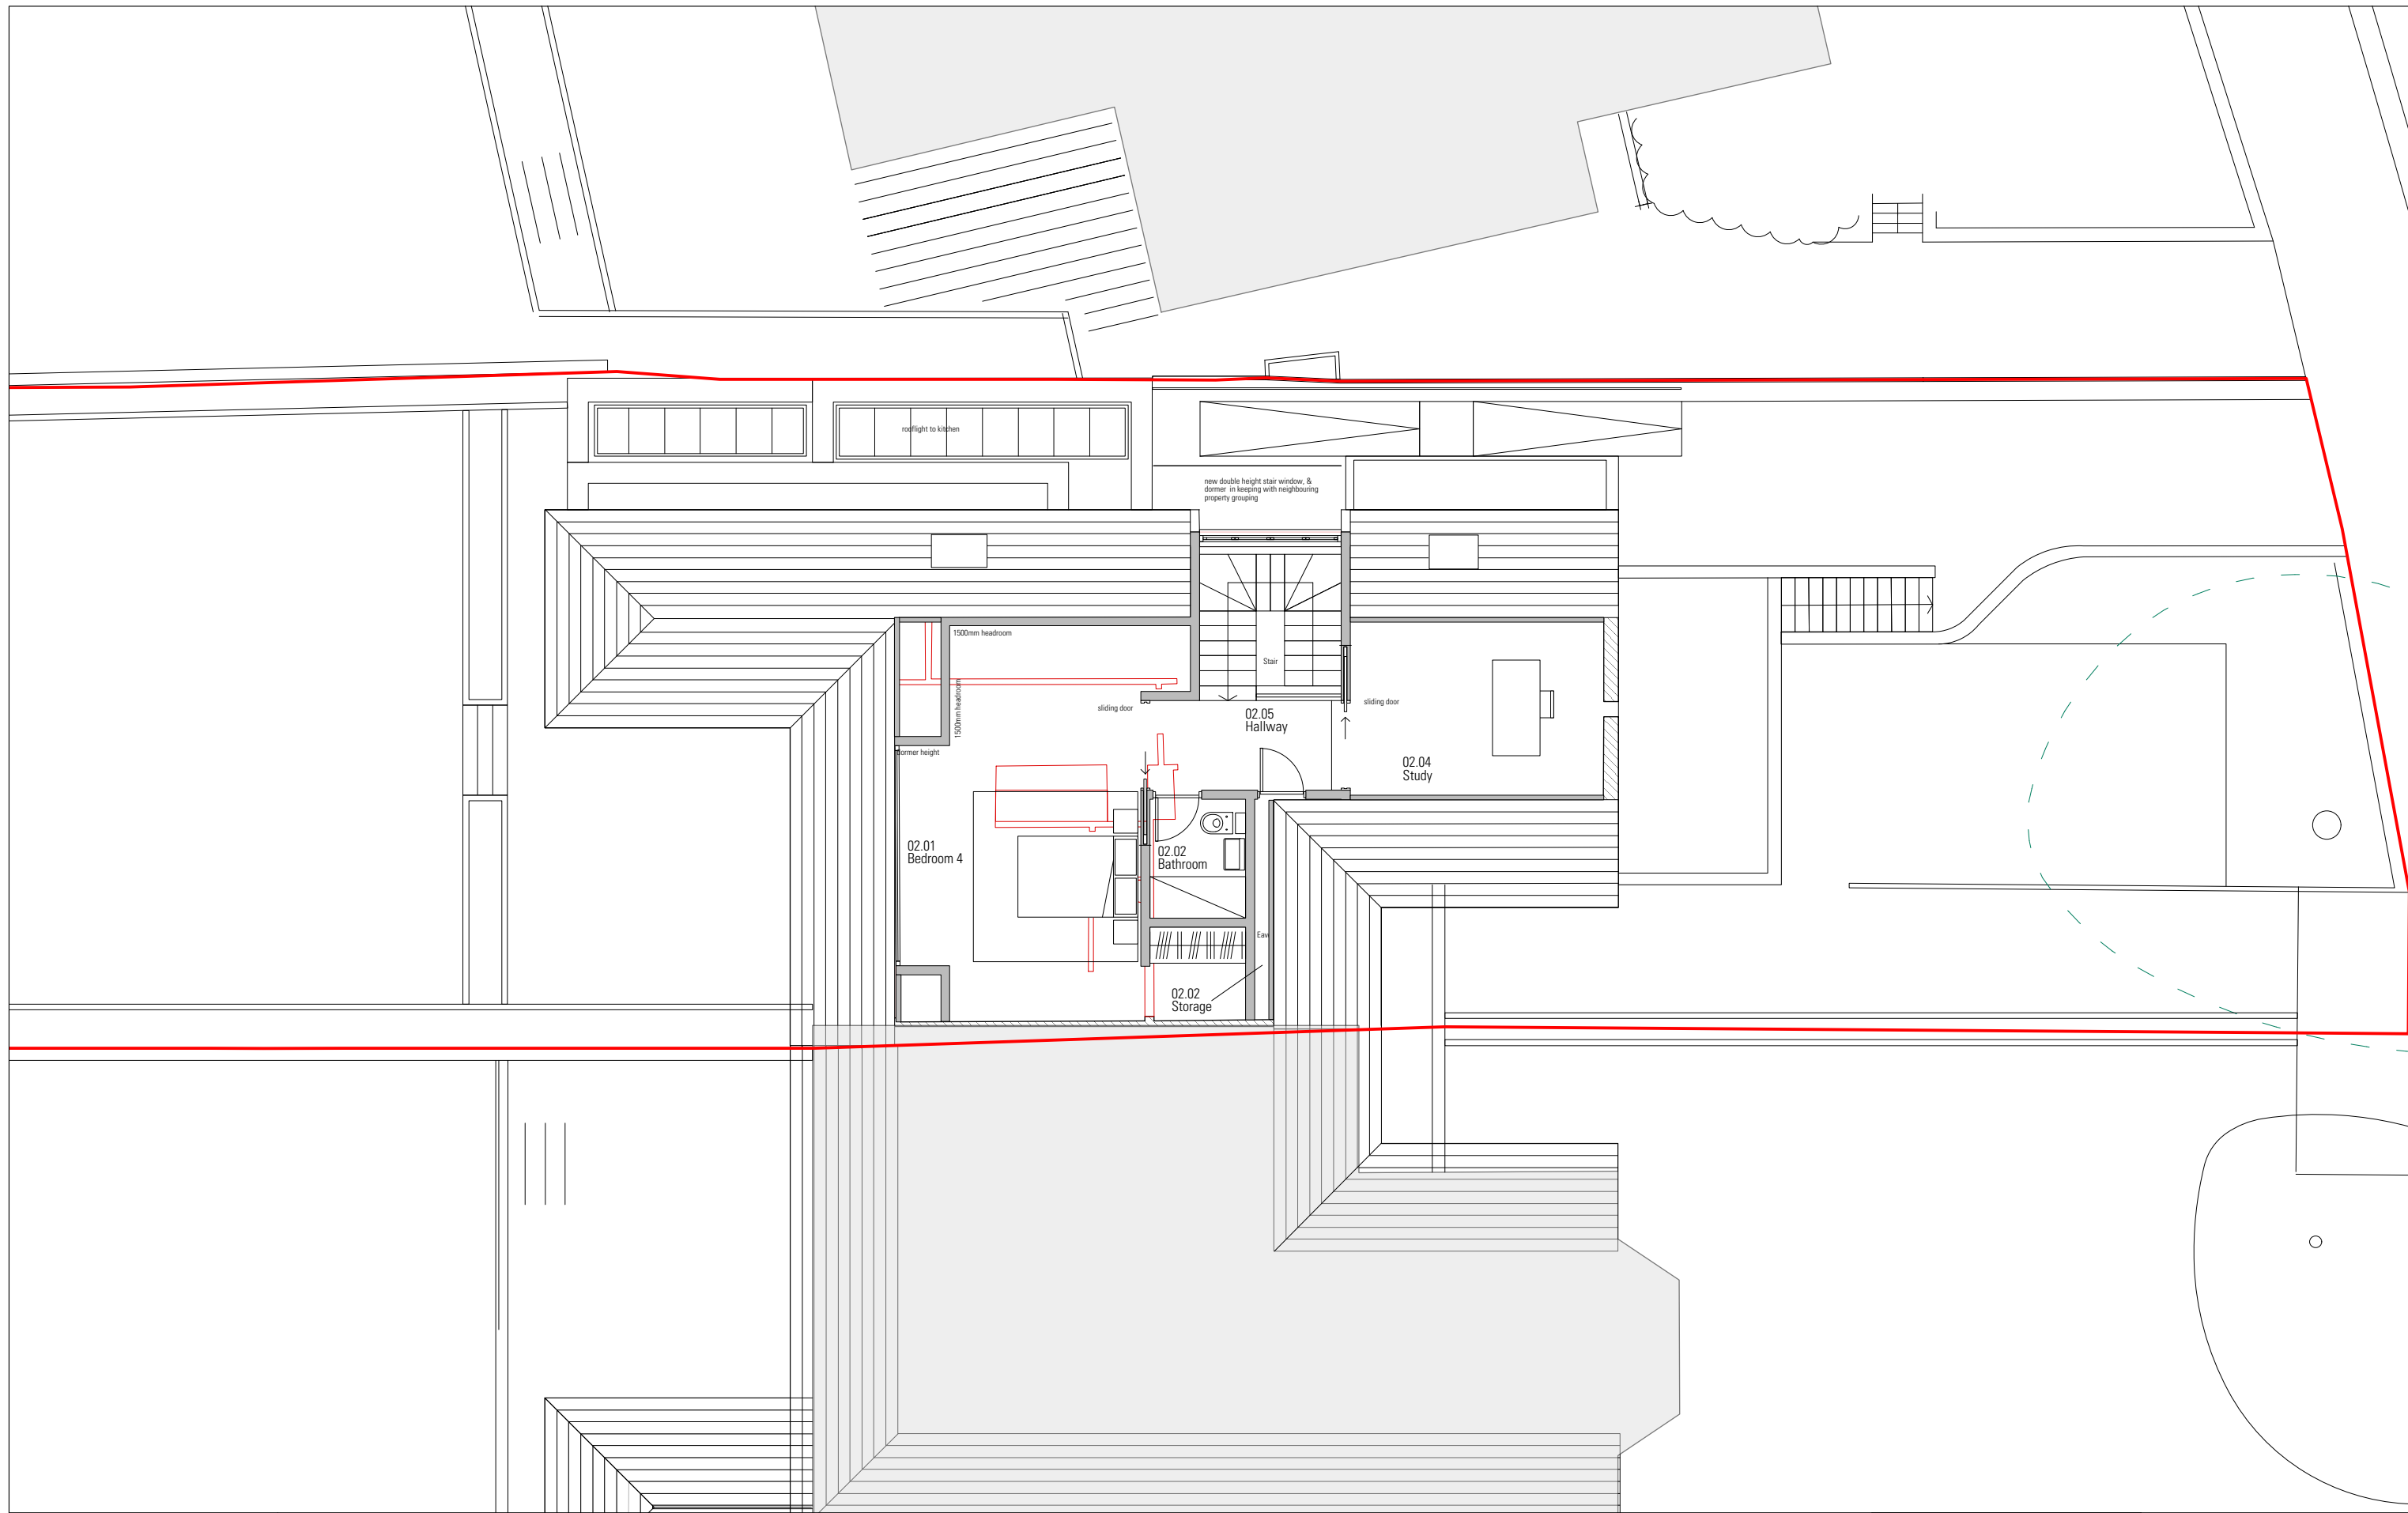 rooflight to kitchen
new double height stair window, &
dormer in keeping with neighbouring
property grouping
1500mm headroom
Stair
1500mm headroom
sliding door
sliding door
02.05
Hallway
dormer height
02.04
Study
02.01
Bedroom 4
02.02
Bathroom
Eav
02.02
Storage